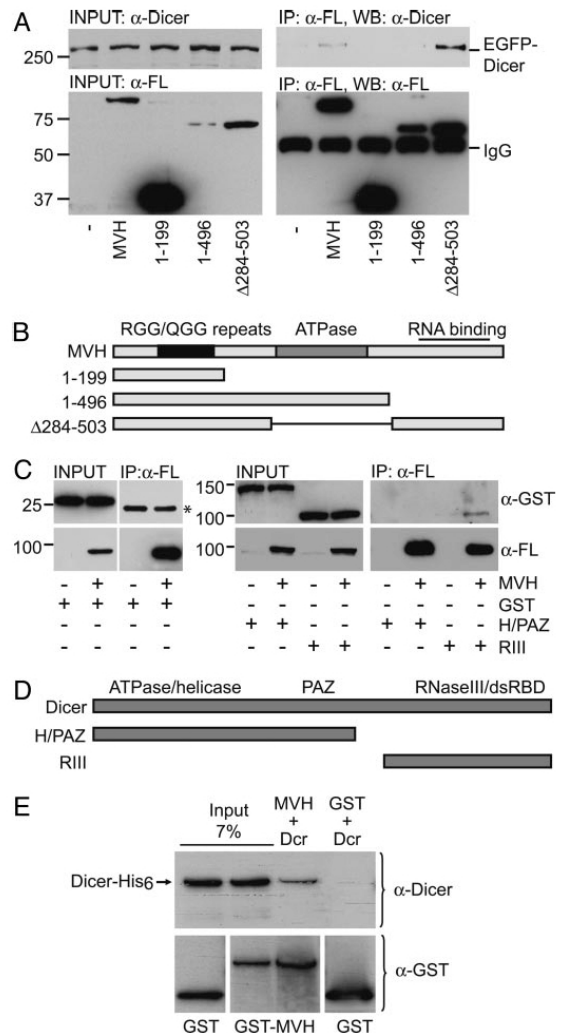 A
INPUT: α-Dicer
IP: α-FL, WB: α-Dicer
250
EGFP-
Dicer
INPUT: α-FL
IP: α-FL, WB: α-FL
75
50
37
IgG
- MVH 1-199 1-496 Δ284-503
- MVH 1-199 1-496 Δ284-503
B
RGG/QGG repeats ATPase RNA binding
MVH
1-199
1-496
Δ284-503
C
INPUT IP:α-FL INPUT IP: α-FL
25
*
150
100
α-GST
100
100
α-FL
- + - + - + - + - + - + MVH
+ + + + - - - - - - - - GST
- - - - + + - - + + - - H/PAZ
- - - - - - + + - - + + RIII
D
ATPase/helicase PAZ RNaseIII/dsRBD
Dicer
H/PAZ
RIII
E
Input
7%
MVH
+
Dcr
GST
+
Dcr
Dicer-His6
α-Dicer
α-GST
GST GST-MVH GST